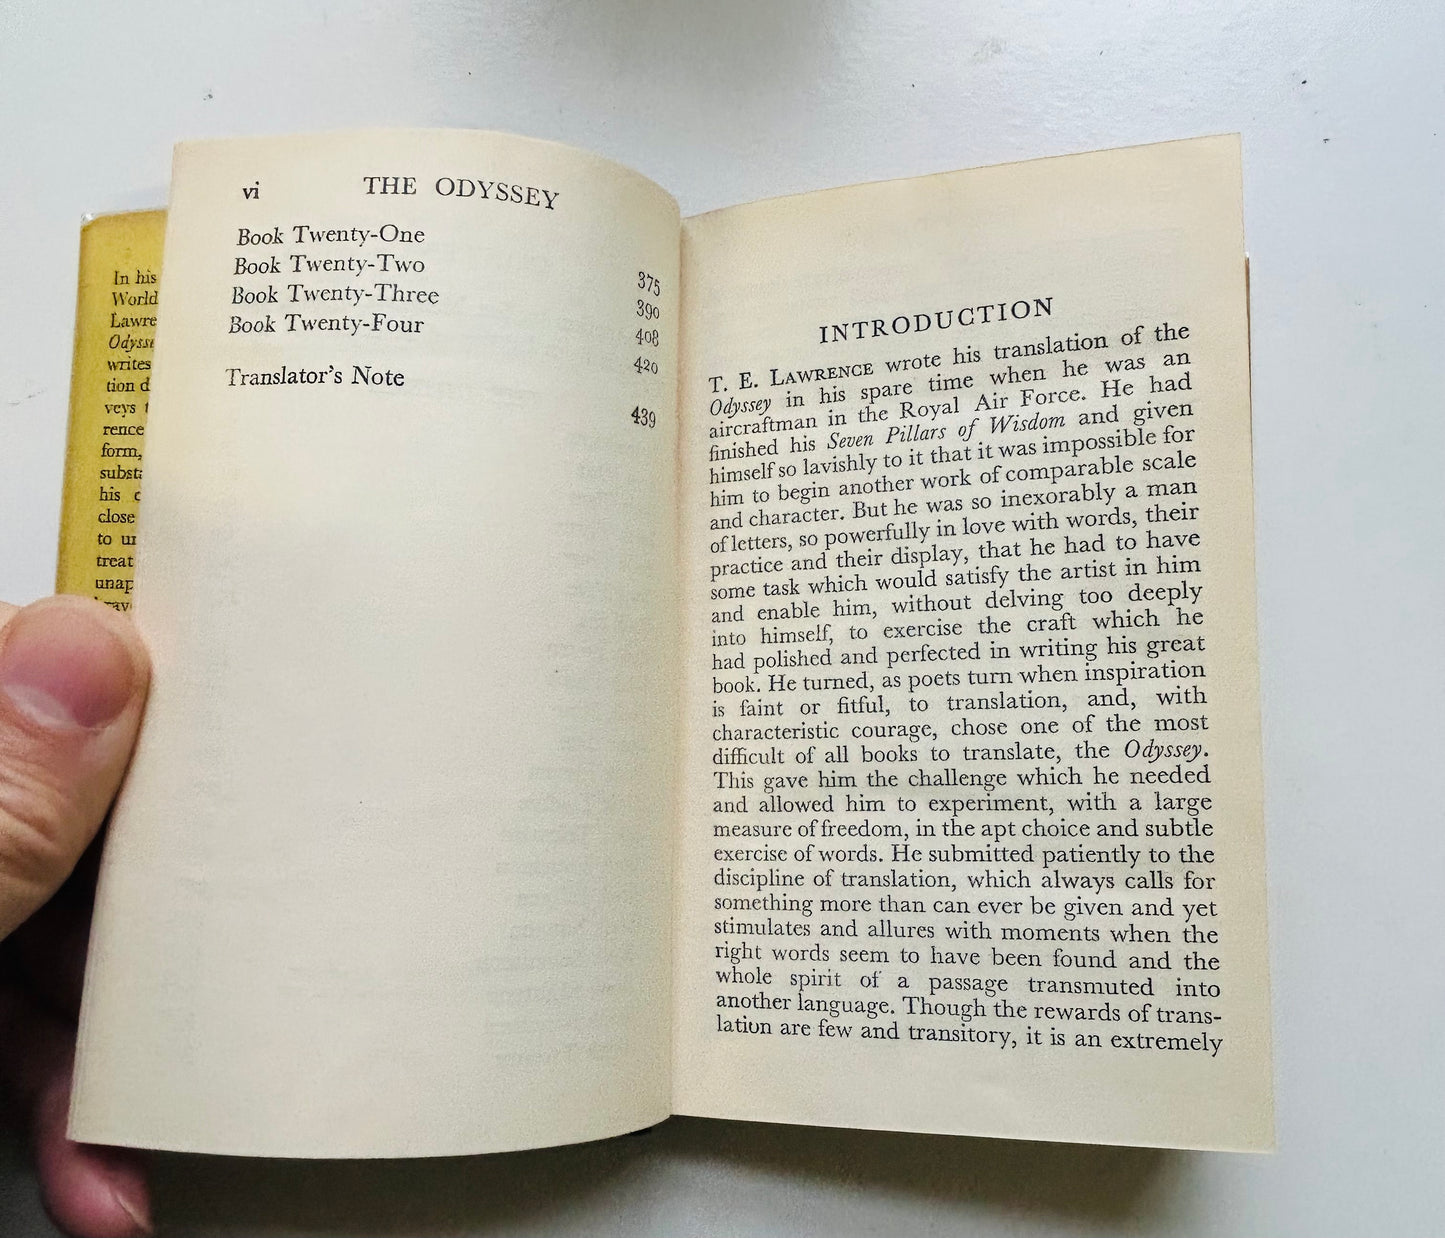 In his
World
Lawre
Odysse
writes
tion d
veys t
rence
form,
substa
his c
close
to un
treat
unap
brav
vi THE ODYSSEY
Book Twenty-One 375
Book Twenty-Two 390
Book Twenty-Three 408
Book Twenty-Four 420
Translator's Note 439
INTRODUCTION
T. E. LAWRENCE wrote his translation of the
Odyssey in his spare time when he was an
aircraftman in the Royal Air Force. He had
finished his Seven Pillars of Wisdom and given
himself so lavishly to it that it was impossible for
him to begin another work of comparable scale
and character. But he was so inexorably a man
of letters, so powerfully in love with words, their
practice and their display, that he had to have
some task which would satisfy the artist in him
and enable him, without delving too deeply
into himself, to exercise the craft which he
had polished and perfected in writing his great
book. He turned, as poets turn when inspiration
is faint or fitful, to translation, and, with
characteristic courage, chose one of the most
difficult of all books to translate, the Odyssey.
This gave him the challenge which he needed
and allowed him to experiment, with a large
measure of freedom, in the apt choice and subtle
exercise of words. He submitted patiently to the
discipline of translation, which always calls for
something more than can ever be given and yet
stimulates and allures with moments when the
right words seem to have been found and the
whole spirit of a passage transmuted into
another language. Though the rewards of trans-
lation are few and transitory, it is an extremely